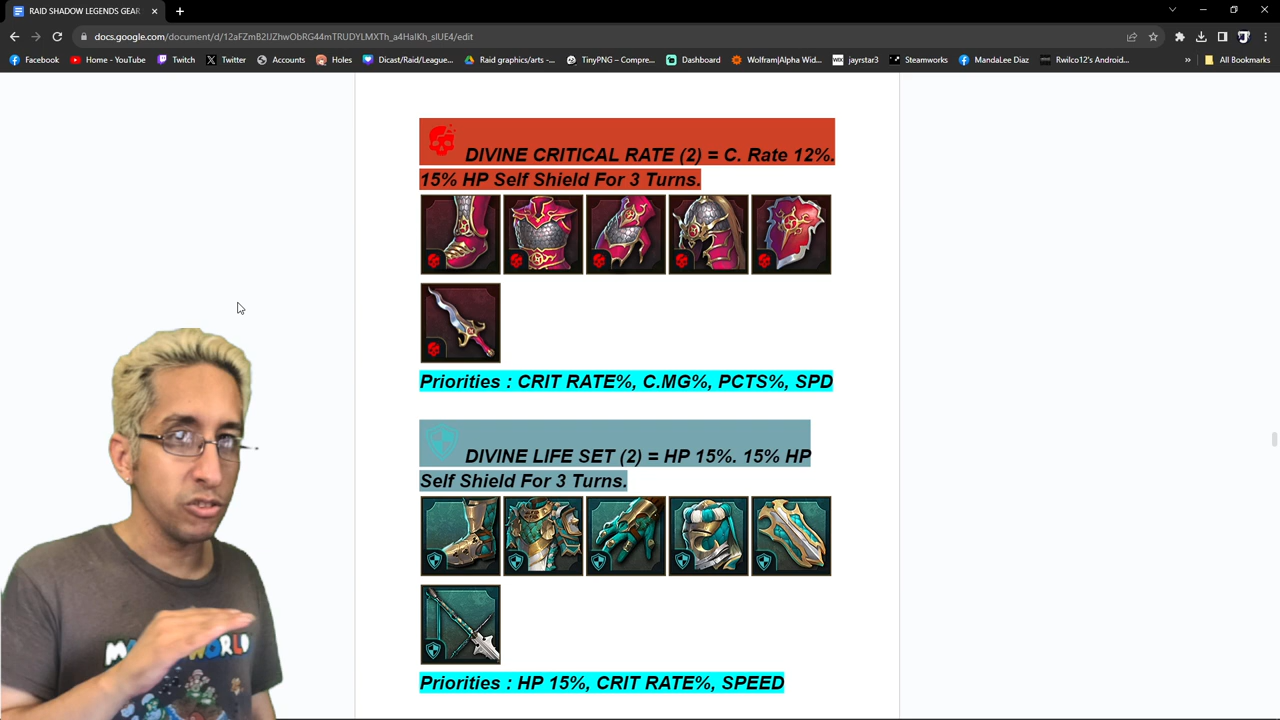 RAID SHADOW LEGENDS GEAR
docs.google.com/document/d/12aFZmB2IJZhwObRG44mTRUDYLMXTh_a4HaIKh_slUE4/edit
Facebook
Home - YouTube
Twitch
Twitter
Accounts
Holes
Dicast/Raid/League...
Raid graphics/arts -...
TinyPNG – Compre...
Dashboard
Wolfram|Alpha Wid...
WIX
jayrstar3
Steamworks
MandaLee Diaz
Rwilco12's Android...
»
All Bookmarks
DIVINE CRITICAL RATE (2) = C. Rate 12%.
15% HP Self Shield For 3 Turns.
Priorities : CRIT RATE%, C.MG%, PCTS%, SPD
DIVINE LIFE SET (2) = HP 15%. 15% HP
Self Shield For 3 Turns.
Priorities : HP 15%, CRIT RATE%, SPEED